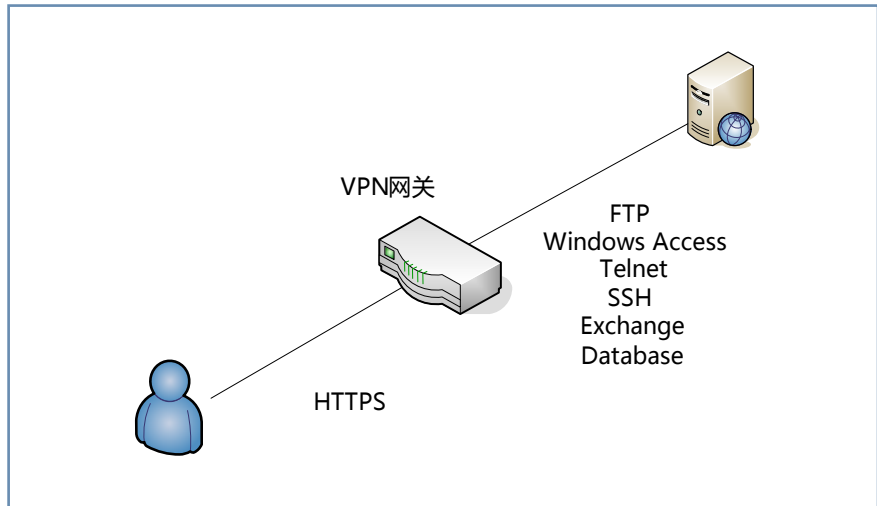 VPN网关
FTP
Windows Access
Telnet
SSH
Exchange
Database
HTTPS